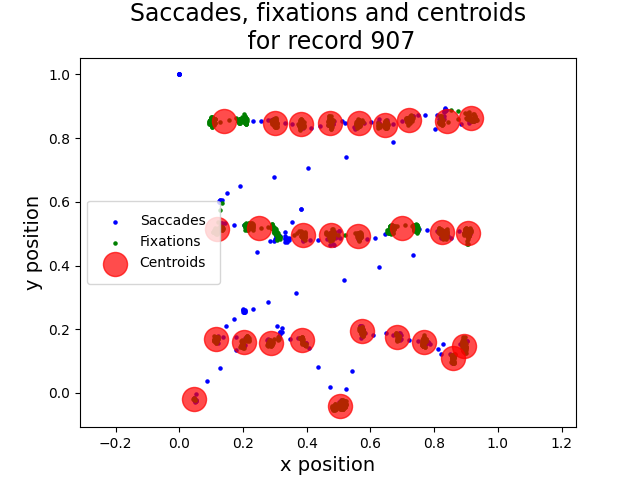 Saccades, fixations and centroids
for record 907
1.0
0.8
0.6
0.4
0.2
0.0
y position
Saccades
Fixations
Centroids
−0.2
0.0
0.2
0.4
0.6
0.8
1.0
1.2
x position